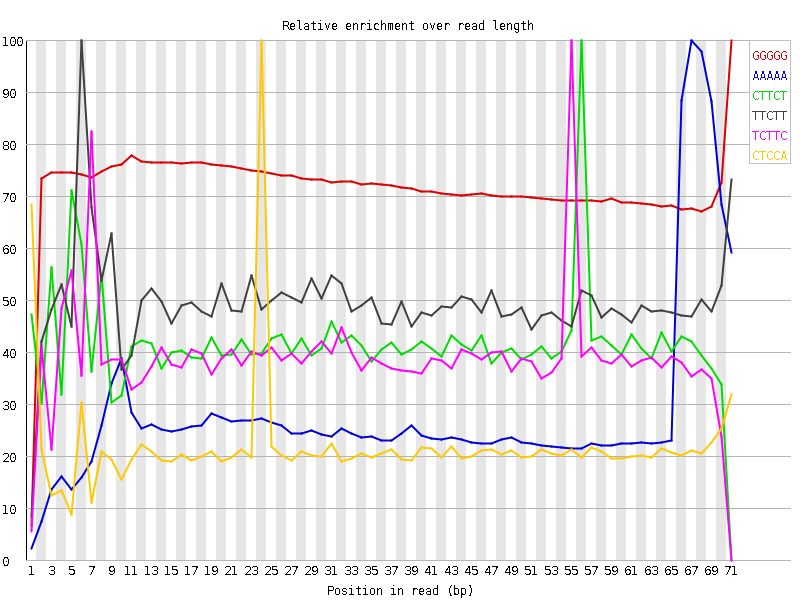 Relative enrichment over read length
100
90
80
70
60
50
40
30
20
10
0
GGGGG
AAAAA
CTTCT
TTCTT
TCTTC
CTCCA
1 3 5 7 9 11 13 15 17 19 21 23 25 27 29 31 33 35 37 39 41 43 45 47 49 51 53 55 57 59 61 63 65 67 69 71
Position in read (bp)